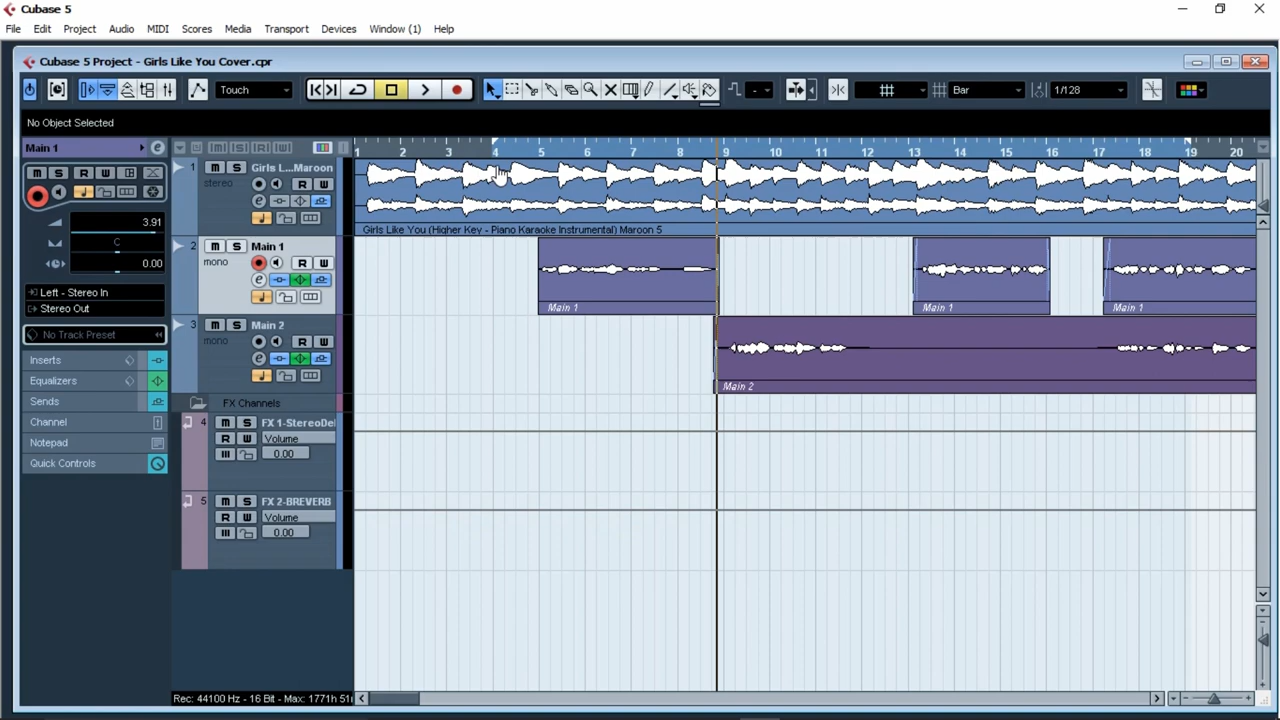 Cubase 5
File Edit Project Audio MIDI Scores Media Transport Devices Window (1) Help
Cubase 5 Project - Girls Like You Cover.cpr
Touch
Bar
1/128
No Object Selected
Main 1
1 2 3 4 5 6 7 8 9 10 11 12 13 14 15 16 17 18 19 20
m S R W
3.91
C
0.00
Left - Stereo In
Stereo Out
No Track Preset
Inserts
Equalizers
Sends
Channel
Notepad
Quick Controls
1 m S Girls L...Maroon
stereo R W
e
2 m S Main 1
mono R W
e
3 m S Main 2
mono R W
e
FX Channels
4 m S FX 1-StereoDel
R W Volume
0.00
5 m S FX 2-BREVERB
R W Volume
0.00
Girls Like You (Higher Key - Piano Karaoke Instrumental) Maroon 5
Main 1
Main 1
Main 1
Main 2
Rec: 44100 Hz - 16 Bit - Max: 1771h 51